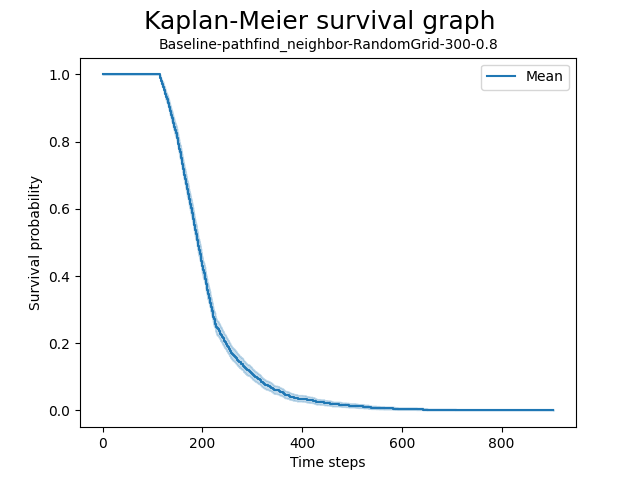 Kaplan-Meier survival graph
Baseline-pathfind_neighbor-RandomGrid-300-0.8
Mean
Survival probability
1.0
0.8
0.6
0.4
0.2
0.0
0 200 400 600 800
Time steps